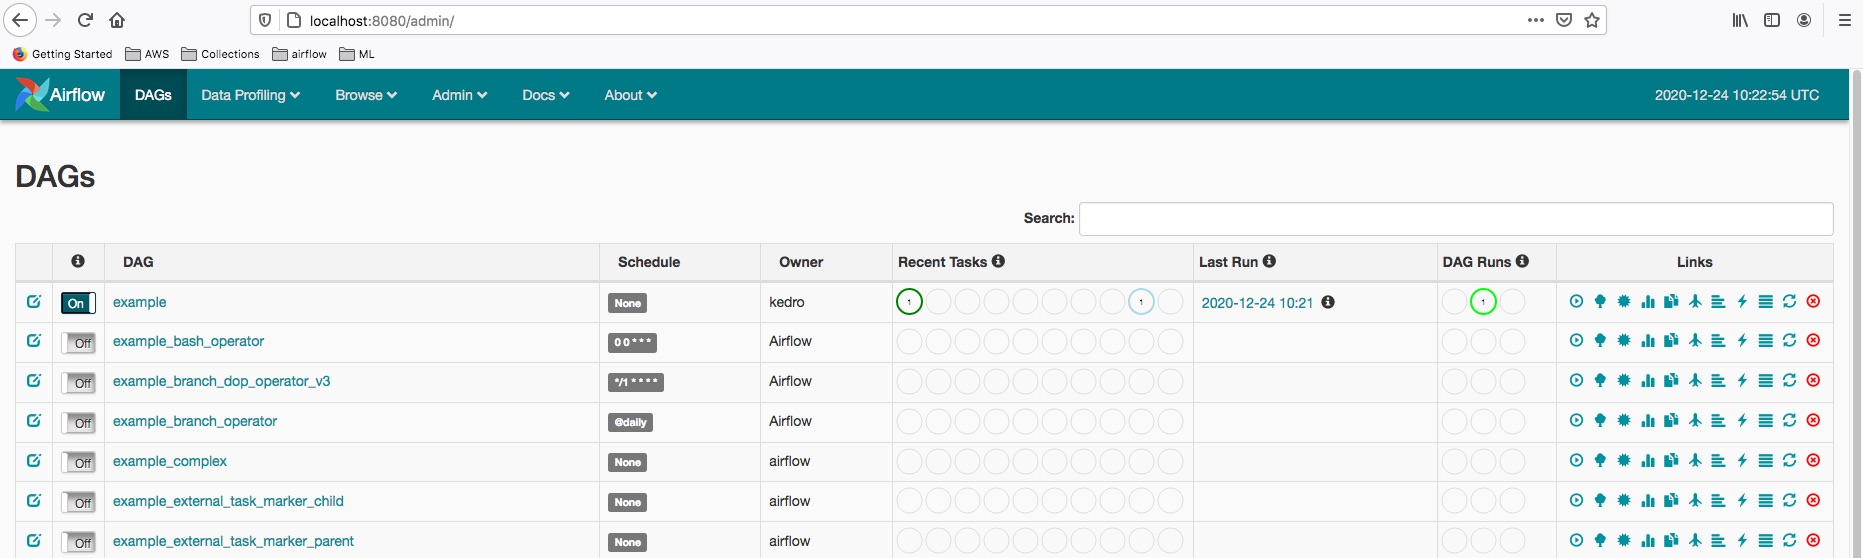 localhost:8080/admin/
Getting Started AWS Collections airflow ML
Airflow DAGs Data Profiling Browse Admin Docs About 2020-12-24 10:22:54 UTC
DAGs
Search:
DAG Schedule Owner Recent Tasks Last Run DAG Runs Links
On example None kedro 1 1 2020-12-24 10:21 1
Off example_bash_operator 0 0 * * * Airflow
Off example_branch_dop_operator_v3 */1 * * * * Airflow
Off example_branch_operator @daily Airflow
Off example_complex None airflow
Off example_external_task_marker_child None airflow
Off example_external_task_marker_parent None airflow